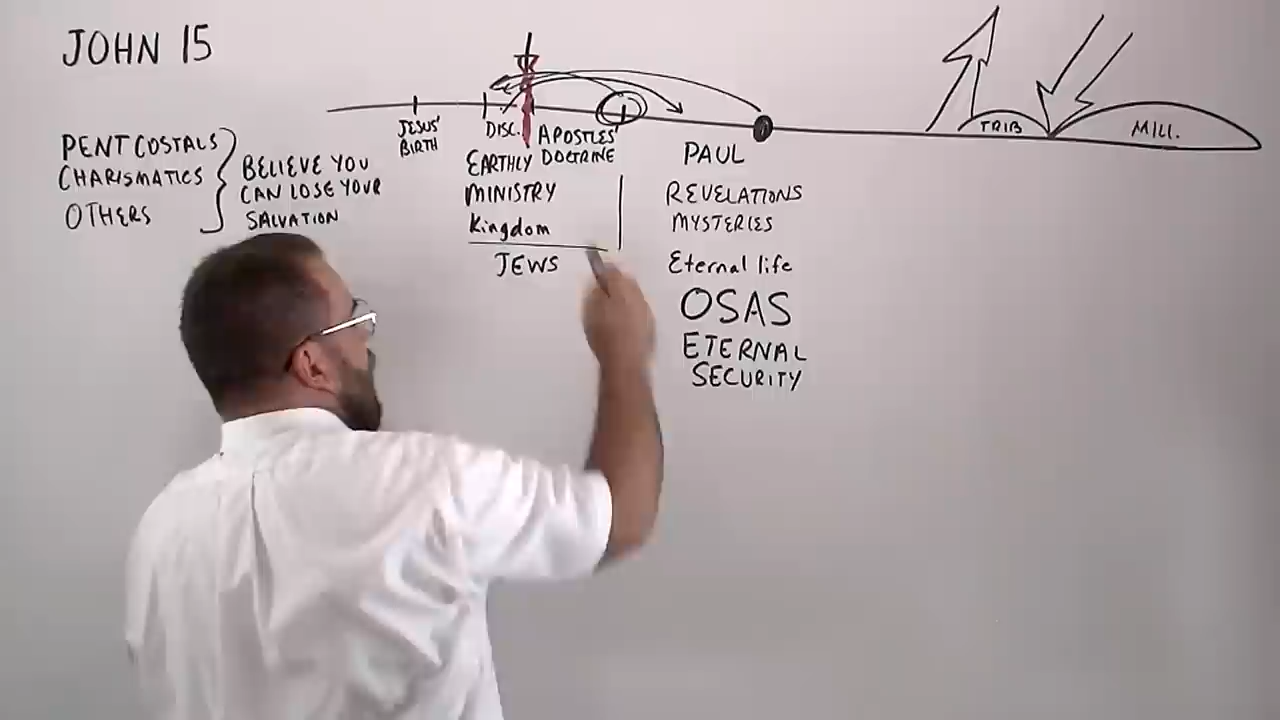 JOHN 15
PENTCOSTALS
CHARISMATICS
OTHERS
BELIEVE YOU
CAN LOSE YOUR
SALVATION
JESUS'
BIRTH
DISC.
APOSTLES'
DOCTRINE
EARTHLY
MINISTRY
Kingdom
JEWS
PAUL
REVELATIONS
MYSTERIES
Eternal life
OSAS
ETERNAL
SECURITY
TRIB
MILL.